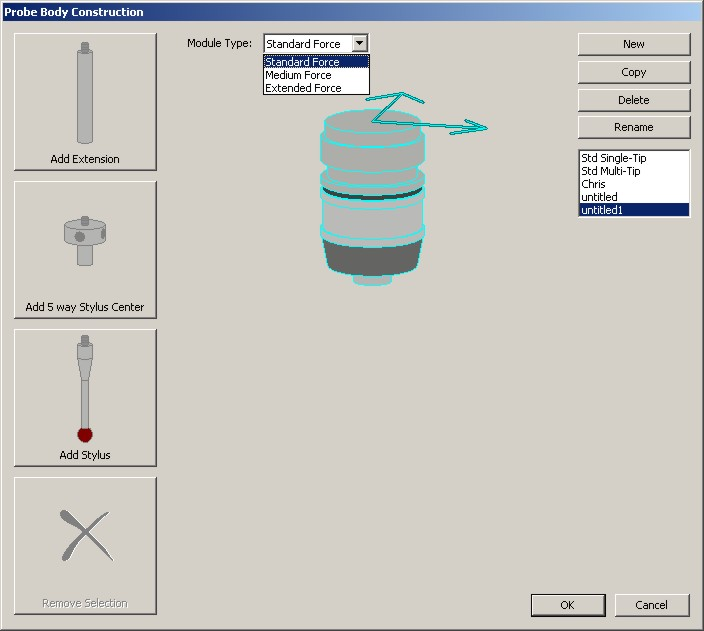 Probe Body Construction
Module Type:
Standard Force
Standard Force
Medium Force
Extended Force
Add Extension
Add 5 way Stylus Center
Add Stylus
Remove Selection
New
Copy
Delete
Rename
Std Single-Tip
Std Multi-Tip
Chris
untitled
untitled1
OK
Cancel